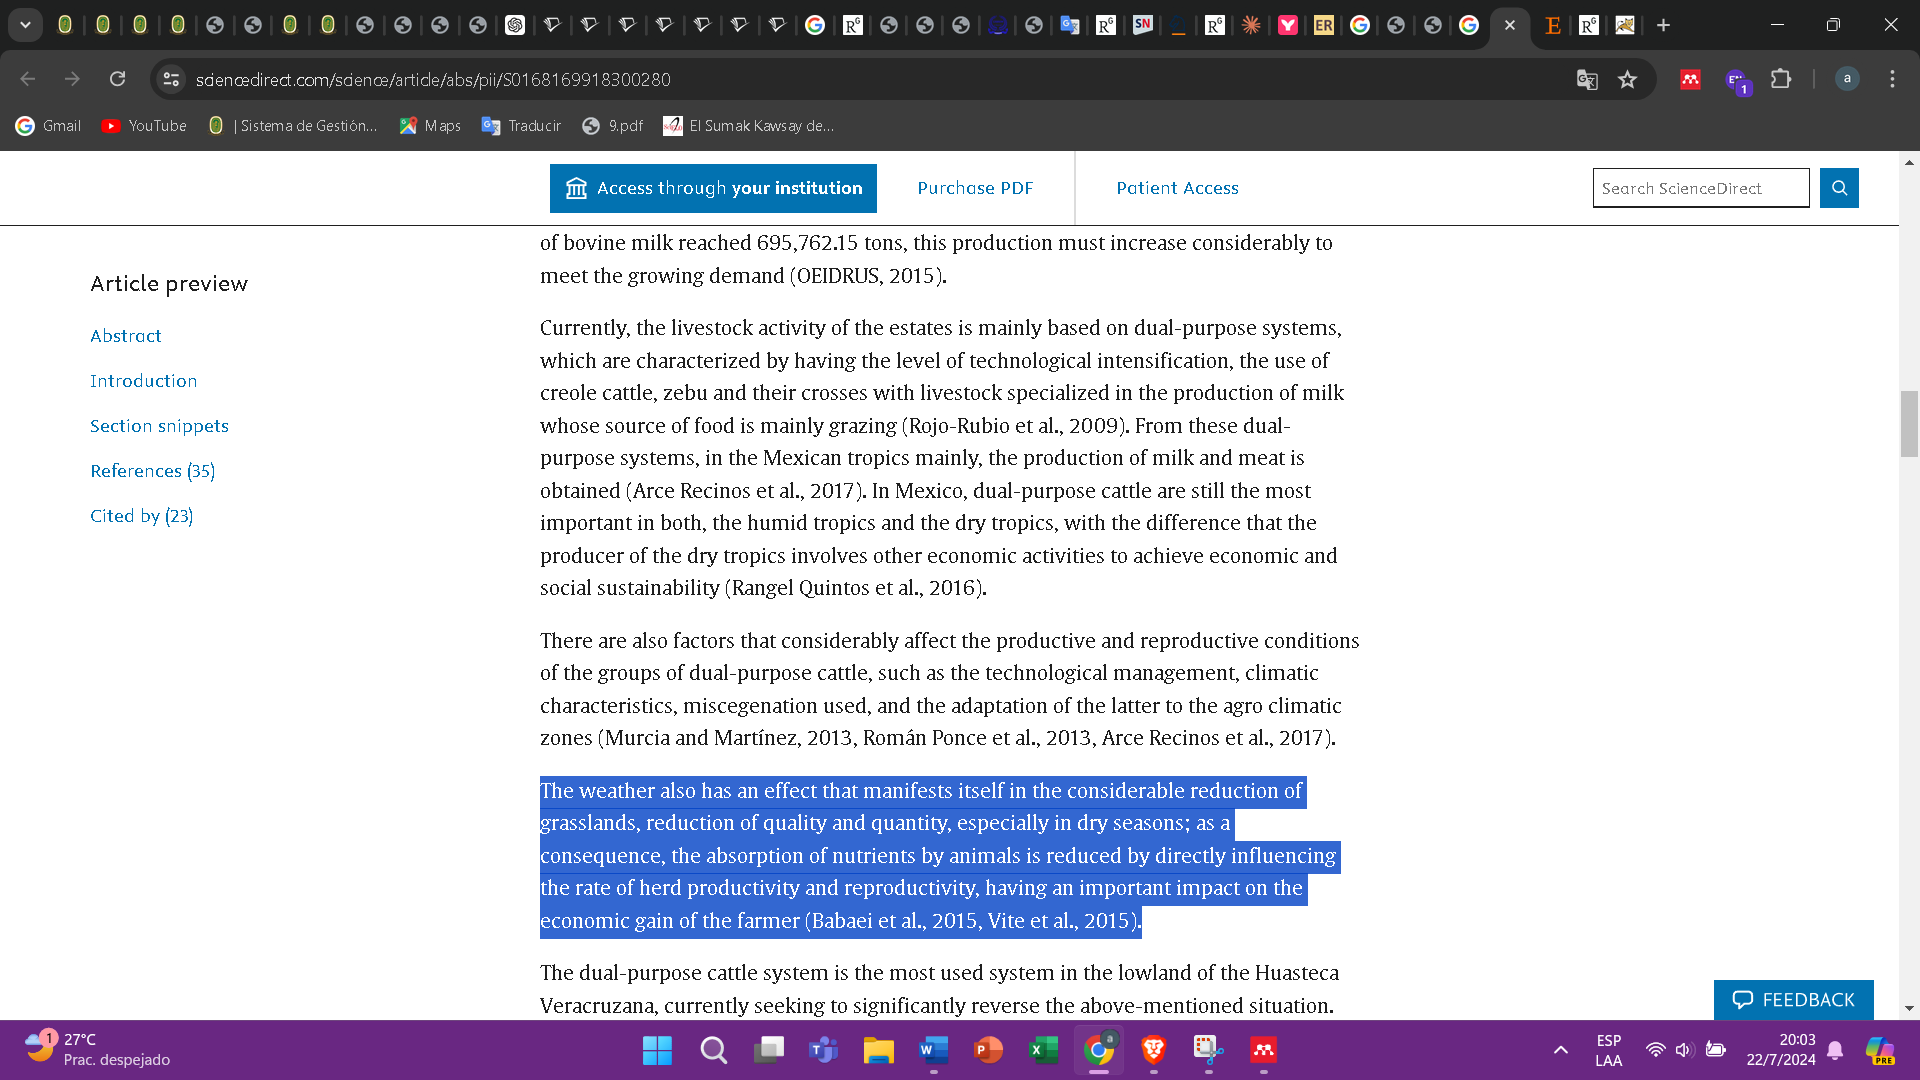 sciencedirect.com/science/article/abs/pii/S0168169918300280
EN
1
a
Gmail
YouTube
| Sistema de Gestión...
Maps
Traducir
9.pdf
El Sumak Kawsay de...
Access through your institution
Purchase PDF
Patient Access
Search ScienceDirect
Article preview
Abstract
Introduction
Section snippets
References (35)
Cited by (23)
of bovine milk reached 695,762.15 tons, this production must increase considerably to
meet the growing demand (OEIDRUS, 2015).
Currently, the livestock activity of the estates is mainly based on dual-purpose systems,
which are characterized by having the level of technological intensification, the use of
creole cattle, zebu and their crosses with livestock specialized in the production of milk
whose source of food is mainly grazing (Rojo-Rubio et al., 2009). From these dual-
purpose systems, in the Mexican tropics mainly, the production of milk and meat is
obtained (Arce Recinos et al., 2017). In Mexico, dual-purpose cattle are still the most
important in both, the humid tropics and the dry tropics, with the difference that the
producer of the dry tropics involves other economic activities to achieve economic and
social sustainability (Rangel Quintos et al., 2016).
There are also factors that considerably affect the productive and reproductive conditions
of the groups of dual-purpose cattle, such as the technological management, climatic
characteristics, miscegenation used, and the adaptation of the latter to the agro climatic
zones (Murcia and Martínez, 2013, Román Ponce et al., 2013, Arce Recinos et al., 2017).
The weather also has an effect that manifests itself in the considerable reduction of
grasslands, reduction of quality and quantity, especially in dry seasons; as a
consequence, the absorption of nutrients by animals is reduced by directly influencing
the rate of herd productivity and reproductivity, having an important impact on the
economic gain of the farmer (Babaei et al., 2015, Vite et al., 2015).
The dual-purpose cattle system is the most used system in the lowland of the Huasteca
Veracruzana, currently seeking to significantly reverse the above-mentioned situation.
FEEDBACK
1
27°C
Prac. despejado
ESP
LAA
20:03
22/7/2024
PRE